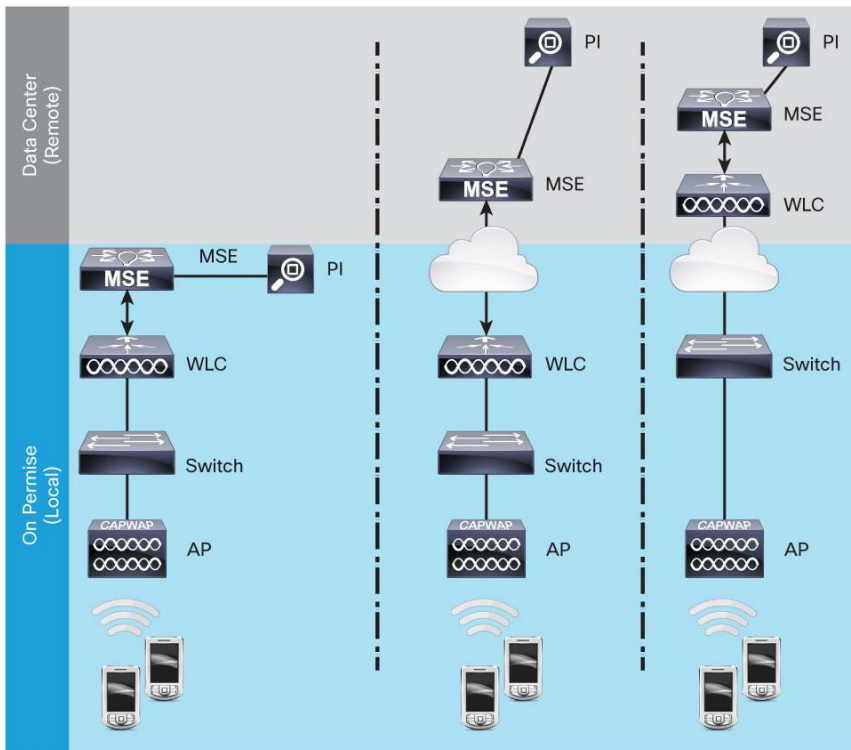 Data Center
(Remote)
On Permise
(Local)
MSE
MSE
PI
WLC
Switch
CAPWAP
AP
PI
MSE
MSE
WLC
Switch
CAPWAP
AP
PI
MSE
MSE
WLC
Switch
CAPWAP
AP